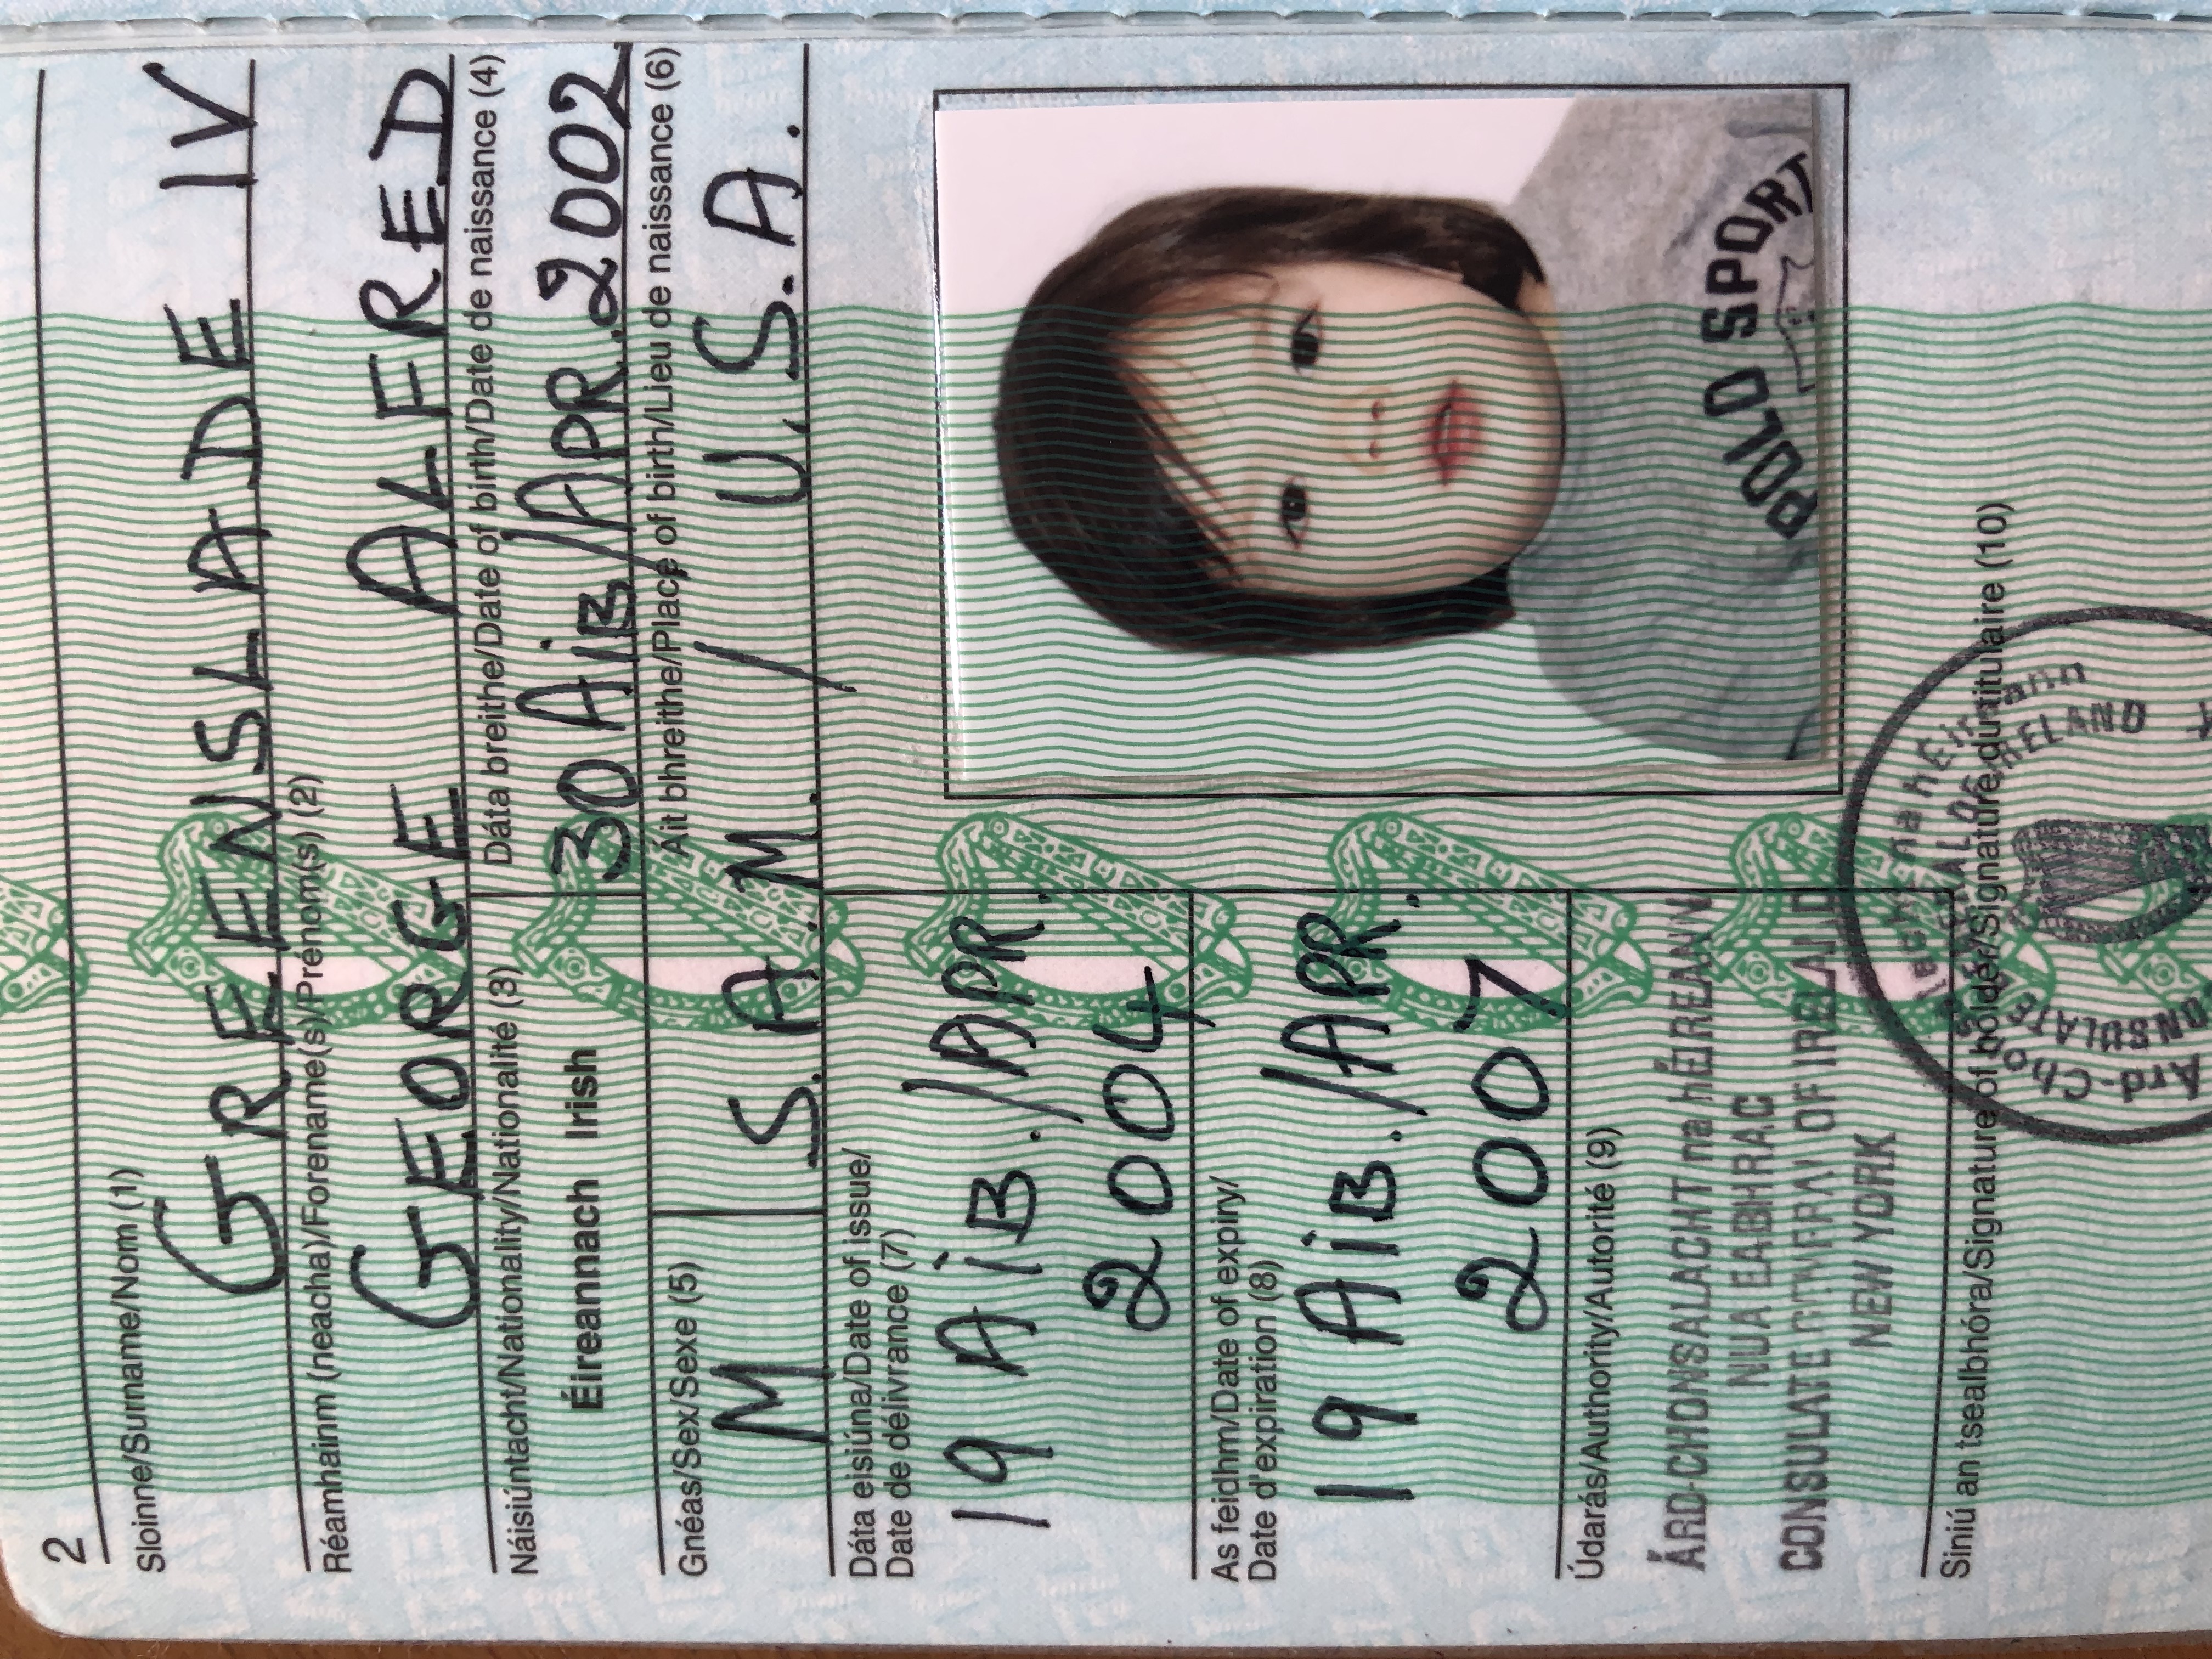 2
Sloinne/Surname/Nom (1)
GREENSLADE IV
Réamhainm (neacha)/Forename(s)/Prénom(s) (2)
GEORGE ALFRED
Náisiúntacht/Nationality/Nationalité (3)
Éireannach Irish
Dáta breithe/Date of birth/Date de naissance (4)
30 AIB/APR. 2002
Gnéas/Sex/Sexe (5)
M
Áit bhreithe/Place of birth/Lieu de naissance (6)
S.A.M. / U.S.A.
Dáta eisiúna/Date of issue/
Date de délivrance (7)
19 AIB./APR.
2004
As feidhm/Date of expiry/
Date d'expiration (8)
19 AIB./APR.
2007
Údarás/Authority/Autorité (9)
ÁRD-CHONSALACHT na hÉIREANN
NUA EABHRAC
CONSULATE GENERAL OF IRELAND
NEW YORK
POLO SPORT
Siniú an tsealbhóra/Signature of holder/Signature du titulaire (10)
na hÉireann
OF IRELAND